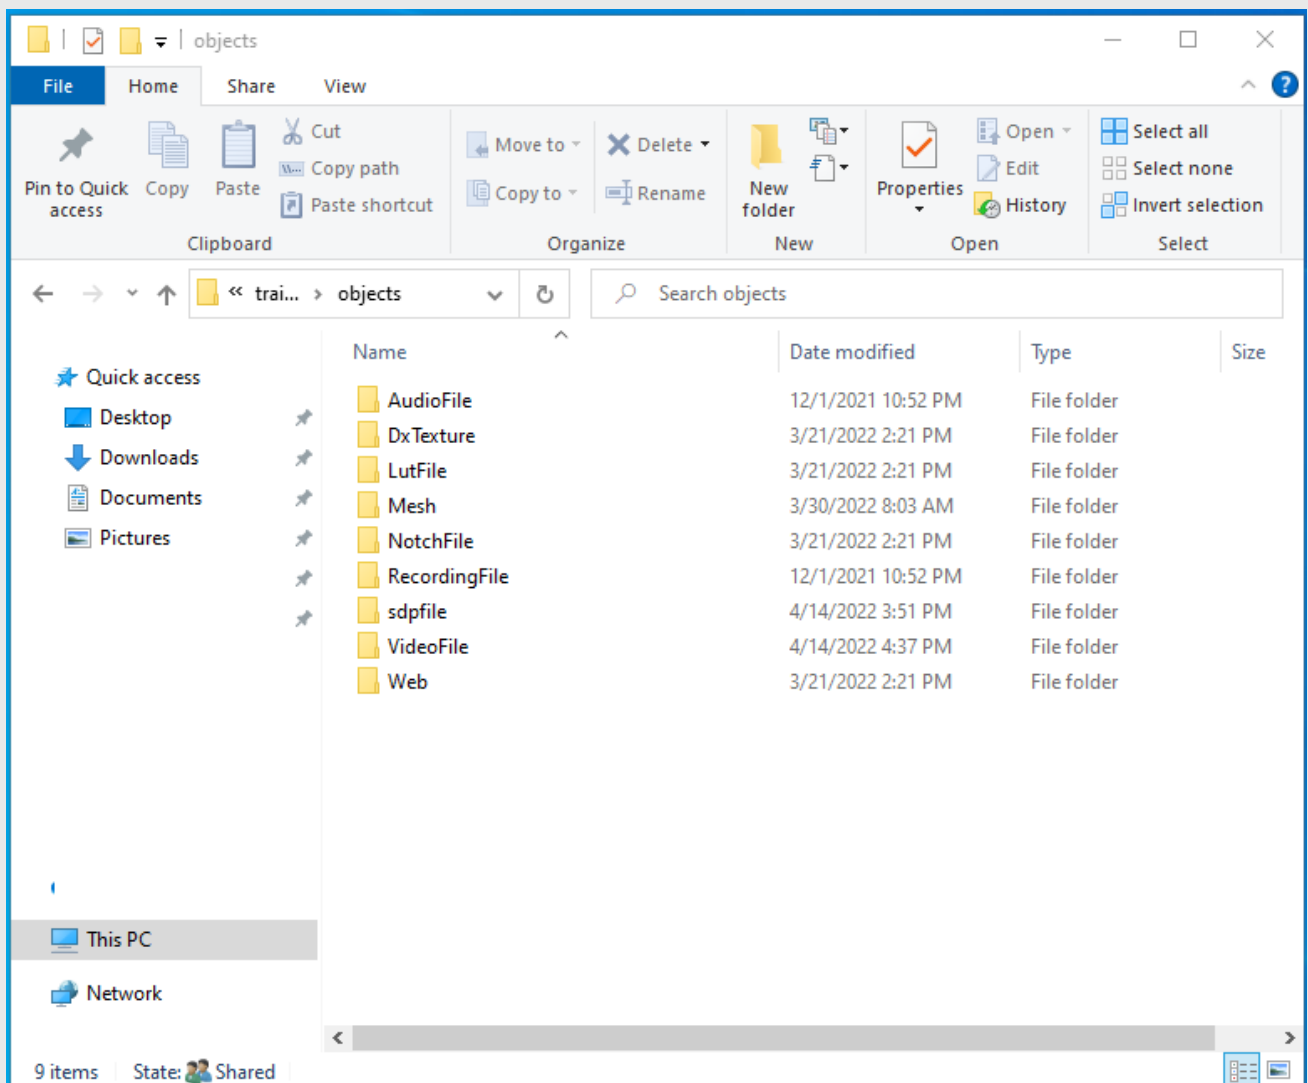 objects
File Home Share View
Pin to Quick access
Copy
Paste
Cut
Copy path
Paste shortcut
Clipboard
Move to
Copy to
Delete
Rename
Organize
New folder
New
Properties
Open
Edit
History
Open
Select all
Select none
Invert selection
Select
« trai... › objects
Search objects
Quick access
Desktop
Downloads
Documents
Pictures
This PC
Network
Name Date modified Type Size
AudioFile 12/1/2021 10:52 PM File folder
DxTexture 3/21/2022 2:21 PM File folder
LutFile 3/21/2022 2:21 PM File folder
Mesh 3/30/2022 8:03 AM File folder
NotchFile 3/21/2022 2:21 PM File folder
RecordingFile 12/1/2021 10:52 PM File folder
sdpfile 4/14/2022 3:51 PM File folder
VideoFile 4/14/2022 4:37 PM File folder
Web 3/21/2022 2:21 PM File folder
9 items State: Shared